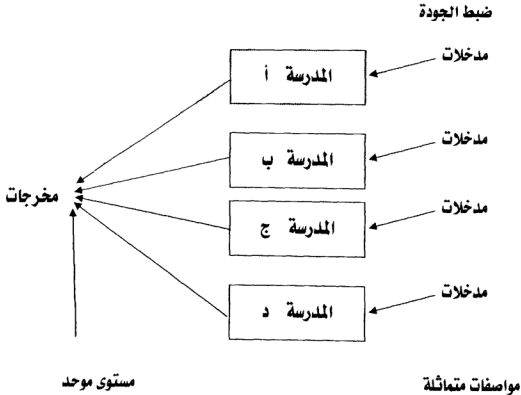 ضبط الجودة
مدخلات
المدرسة أ
مدخلات
المدرسة ب
مخرجات
مدخلات
المدرسة ج
مدخلات
المدرسة د
مواصفات متماثلة
مستوى موحد